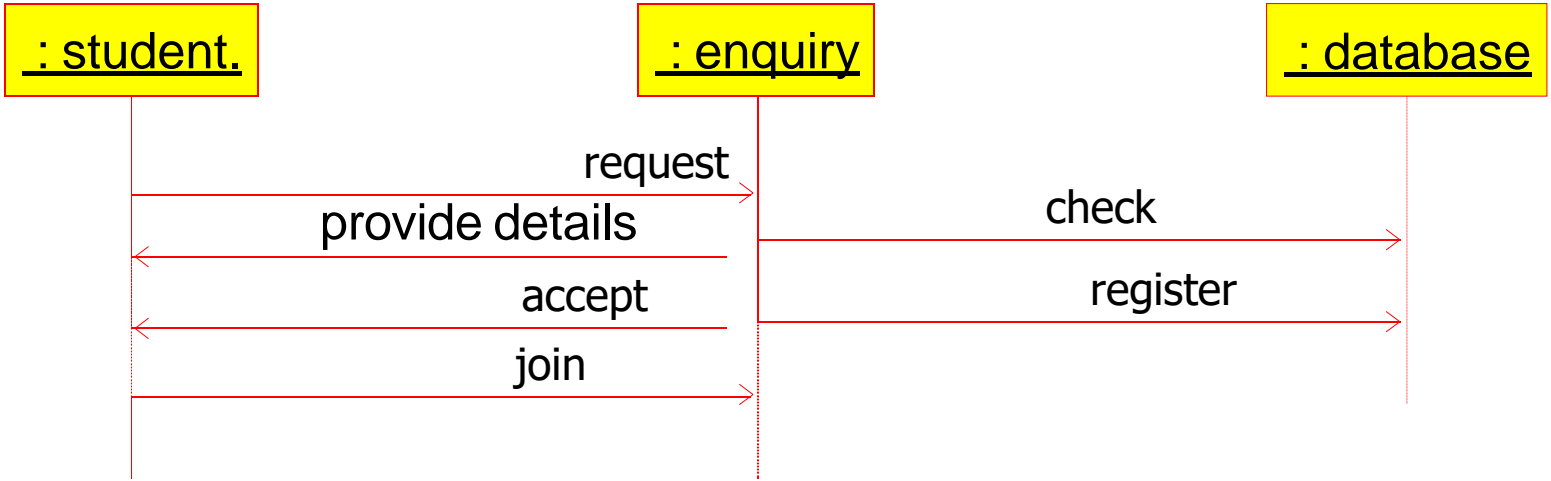 : student.
: enquiry
: database
request
check
provide details
register
accept
join